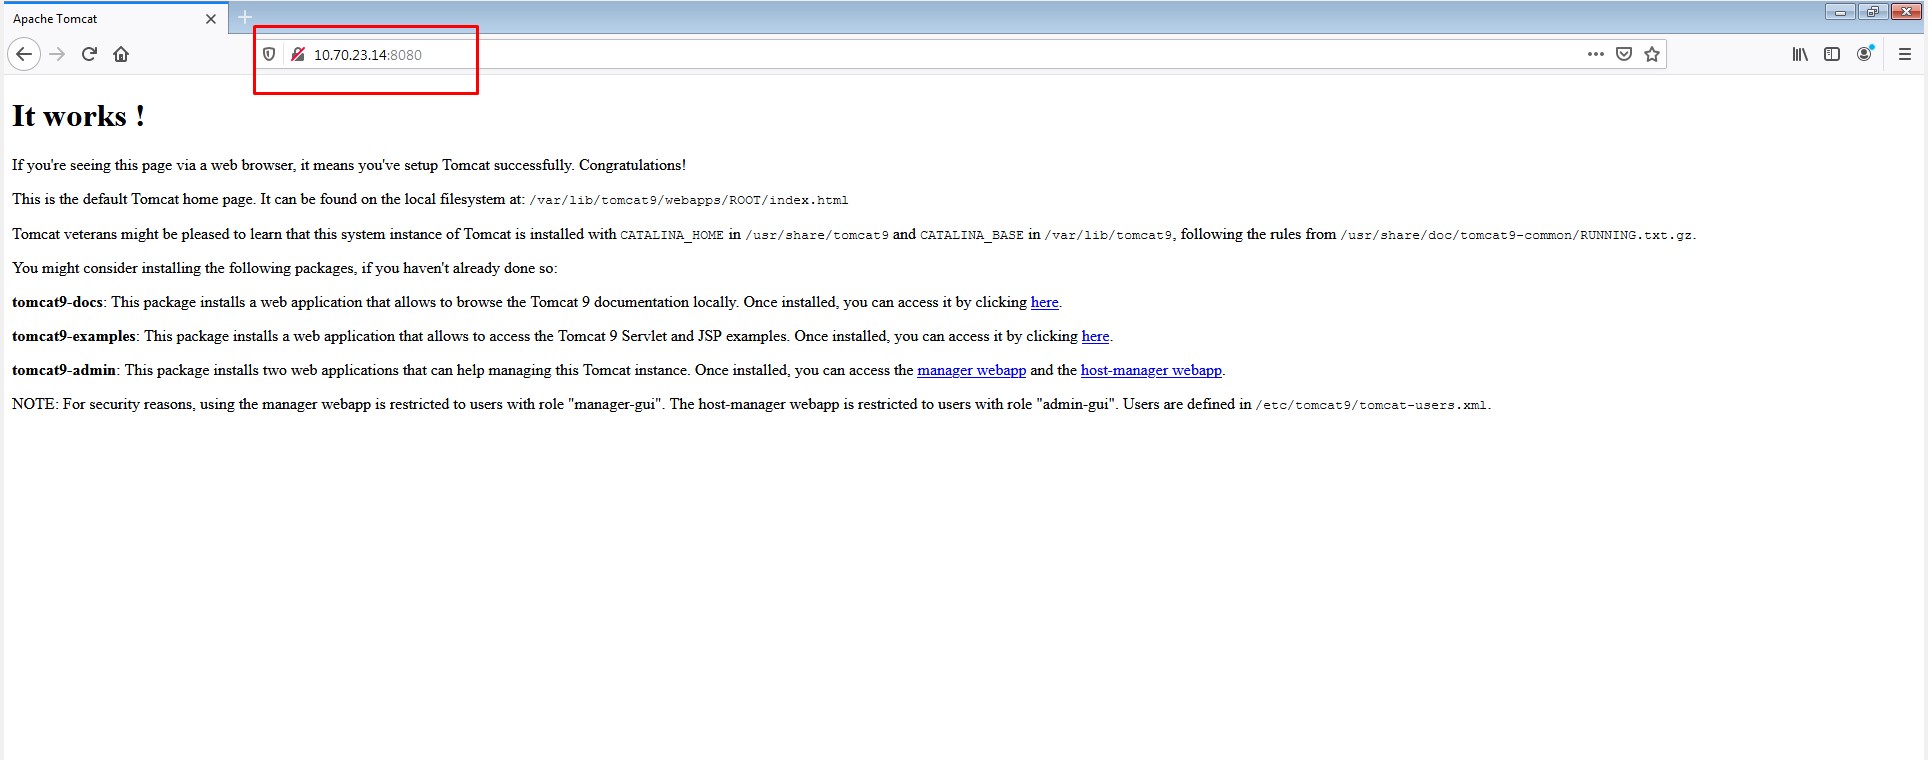 Apache Tomcat
10.70.23.14:8080
It works !
If you're seeing this page via a web browser, it means you've setup Tomcat successfully. Congratulations!
This is the default Tomcat home page. It can be found on the local filesystem at: /var/lib/tomcat9/webapps/ROOT/index.html
Tomcat veterans might be pleased to learn that this system instance of Tomcat is installed with CATALINA_HOME in /usr/share/tomcat9 and CATALINA_BASE in /var/lib/tomcat9, following the rules from /usr/share/doc/tomcat9-common/RUNNING.txt.gz.
You might consider installing the following packages, if you haven't already done so:
tomcat9-docs: This package installs a web application that allows to browse the Tomcat 9 documentation locally. Once installed, you can access it by clicking here.
tomcat9-examples: This package installs a web application that allows to access the Tomcat 9 Servlet and JSP examples. Once installed, you can access it by clicking here.
tomcat9-admin: This package installs two web applications that can help managing this Tomcat instance. Once installed, you can access the manager webapp and the host-manager webapp.
NOTE: For security reasons, using the manager webapp is restricted to users with role "manager-gui". The host-manager webapp is restricted to users with role "admin-gui". Users are defined in /etc/tomcat9/tomcat-users.xml.